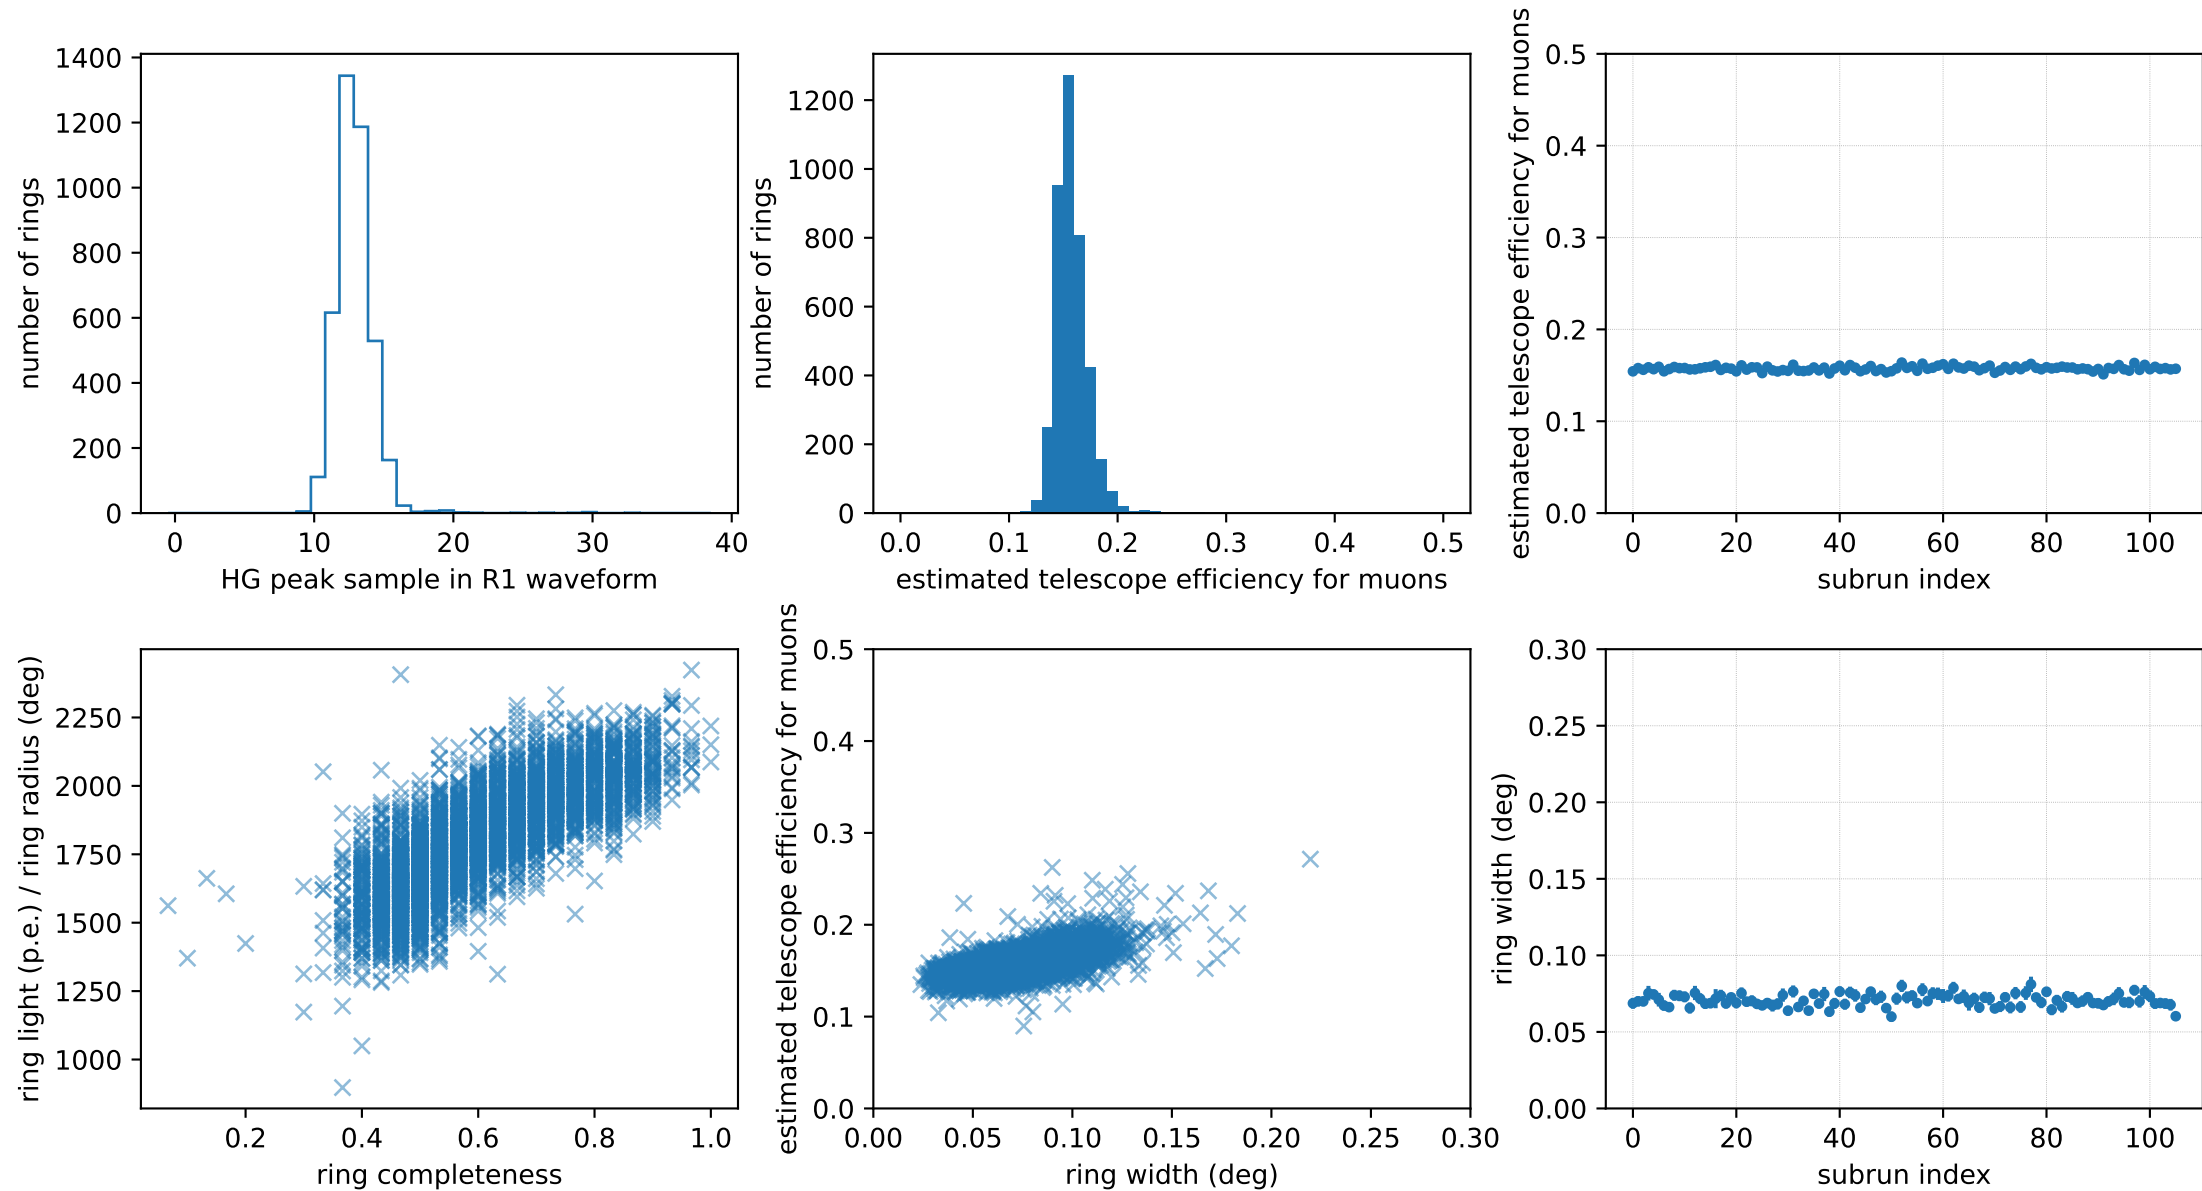 1400
1200
1000
800
600
400
200
0
number of rings
0 10 20 30 40
HG peak sample in R1 waveform
1200
1000
800
600
400
200
0
number of rings
0.0 0.1 0.2 0.3 0.4 0.5
estimated telescope efficiency for muons
0.5
0.4
0.3
0.2
0.1
0.0
estimated telescope efficiency for muons
0 20 40 60 80 100
subrun index
2250
2000
1750
1500
1250
1000
ring light (p.e.) / ring radius (deg)
0.2 0.4 0.6 0.8 1.0
ring completeness
0.5
0.4
0.3
0.2
0.1
0.0
estimated telescope efficiency for muons
0.00 0.05 0.10 0.15 0.20 0.25 0.30
ring width (deg)
0.30
0.25
0.20
0.15
0.10
0.05
0.00
ring width (deg)
0 20 40 60 80 100
subrun index